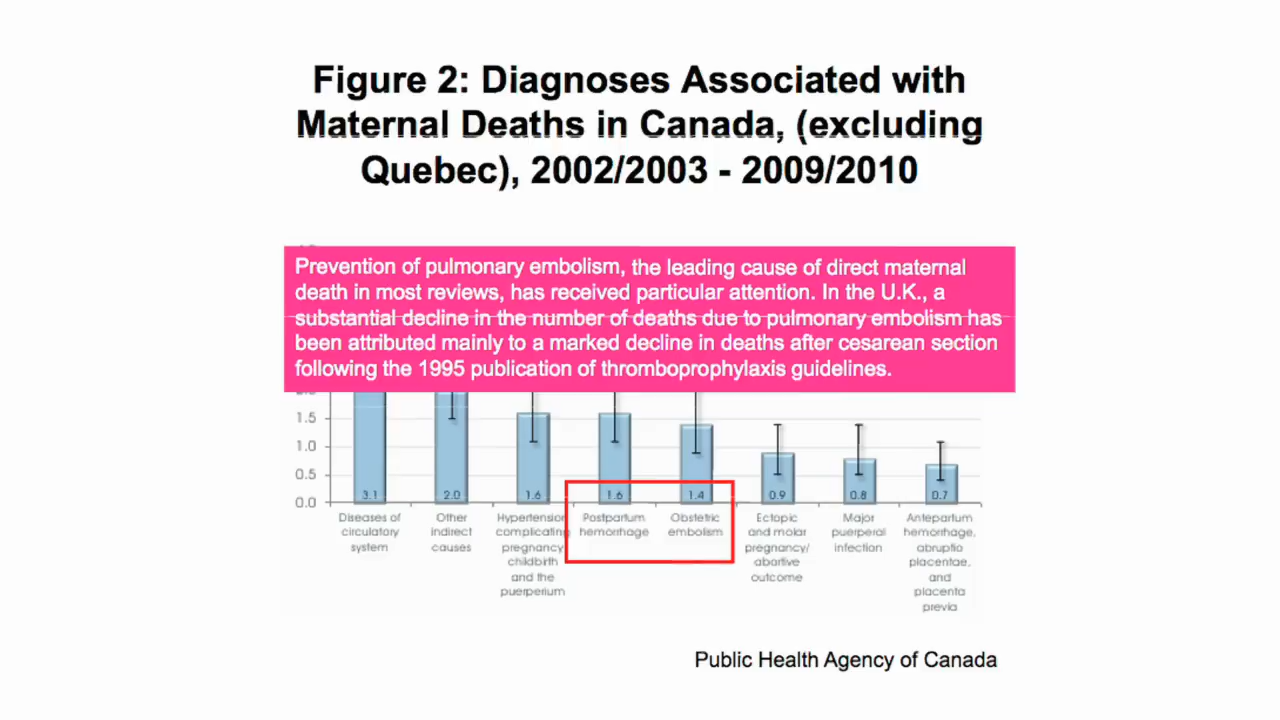 Figure 2: Diagnoses Associated with
Maternal Deaths in Canada, (excluding
Quebec), 2002/2003 - 2009/2010
Prevention of pulmonary embolism, the leading cause of direct maternal
death in most reviews, has received particular attention. In the U.K., a
substantial decline in the number of deaths due to pulmonary embolism has
been attributed mainly to a marked decline in deaths after cesarean section
following the 1995 publication of thromboprophylaxis guidelines.
1.5
1.0
0.5
0.0
3.1 2.0 1.6 1.6 1.4 0.9 0.8 0.7
Diseases of
circulatory
system
Other
indirect
causes
Hypertension
complicating
pregnancy
childbirth
and the
puerperium
Postpartum
hemorrhage
Obstetric
embolism
Ectopic
and molar
pregnancy/
abortive
outcome
Major
puerperal
infection
Antepartum
hemorrhage,
abruptio
placentae,
and
placenta
previa
Public Health Agency of Canada